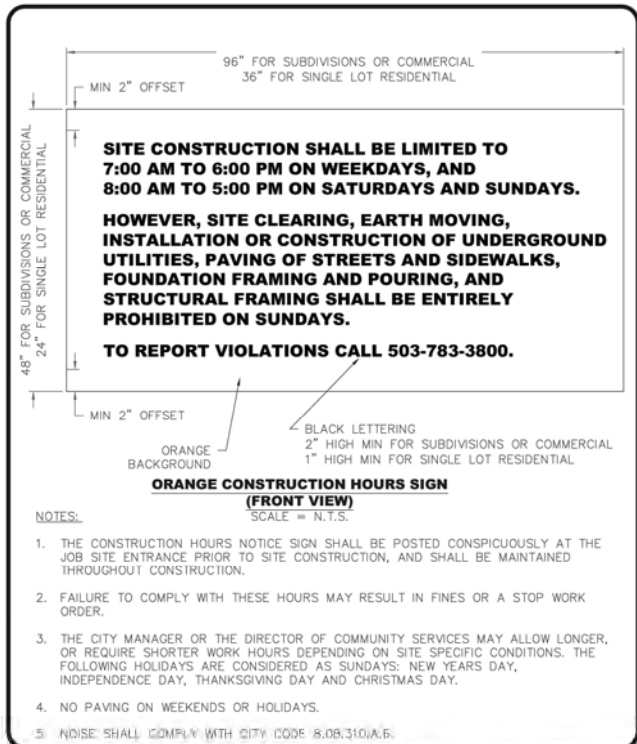 96" FOR SUBDIVISIONS OR COMMERCIAL
36" FOR SINGLE LOT RESIDENTIAL
MIN 2" OFFSET
48" FOR SUBDIVISIONS OR COMMERCIAL
24" FOR SINGLE LOT RESIDENTIAL
SITE CONSTRUCTION SHALL BE LIMITED TO
7:00 AM TO 6:00 PM ON WEEKDAYS, AND
8:00 AM TO 5:00 PM ON SATURDAYS AND SUNDAYS.
HOWEVER, SITE CLEARING, EARTH MOVING,
INSTALLATION OR CONSTRUCTION OF UNDERGROUND
UTILITIES, PAVING OF STREETS AND SIDEWALKS,
FOUNDATION FRAMING AND POURING, AND
STRUCTURAL FRAMING SHALL BE ENTIRELY
PROHIBITED ON SUNDAYS.
TO REPORT VIOLATIONS CALL 503-783-3800.
MIN 2" OFFSET
ORANGE
BACKGROUND
BLACK LETTERING
2" HIGH MIN FOR SUBDIVISIONS OR COMMERCIAL
1" HIGH MIN FOR SINGLE LOT RESIDENTIAL
ORANGE CONSTRUCTION HOURS SIGN
(FRONT VIEW)
SCALE = N.T.S.
NOTES:
1. THE CONSTRUCTION HOURS NOTICE SIGN SHALL BE POSTED CONSPICUOUSLY AT THE
JOB SITE ENTRANCE PRIOR TO SITE CONSTRUCTION, AND SHALL BE MAINTAINED
THROUGHOUT CONSTRUCTION.
2. FAILURE TO COMPLY WITH THESE HOURS MAY RESULT IN FINES OR A STOP WORK
ORDER.
3. THE CITY MANAGER OR THE DIRECTOR OF COMMUNITY SERVICES MAY ALLOW LONGER,
OR REQUIRE SHORTER WORK HOURS DEPENDING ON SITE SPECIFIC CONDITIONS. THE
FOLLOWING HOLIDAYS ARE CONSIDERED AS SUNDAYS: NEW YEARS DAY,
INDEPENDENCE DAY, THANKSGIVING DAY AND CHRISTMAS DAY.
4. NO PAVING ON WEEKENDS OR HOLIDAYS.
5. NOISE SHALL COMPLY WITH CITY CODE 8.08.310.A.6.